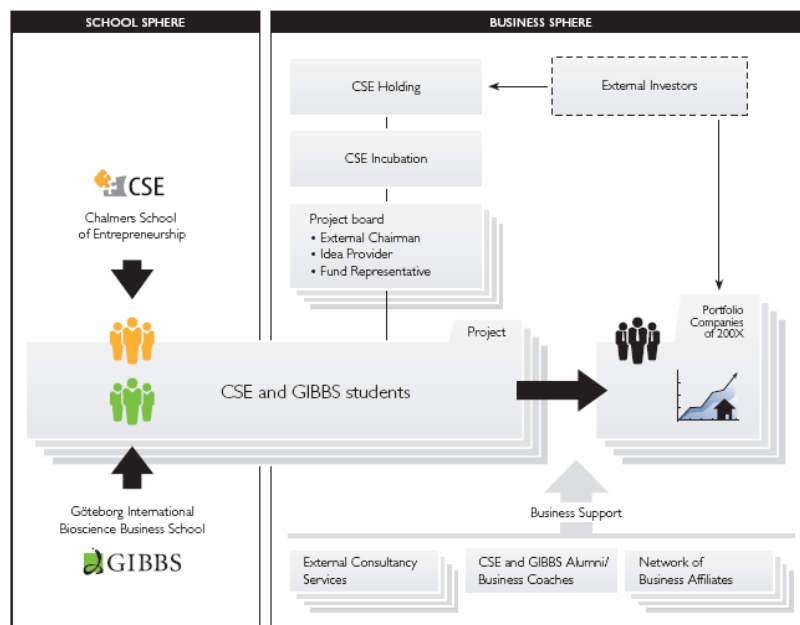 SCHOOL SPHERE
BUSINESS SPHERE
CSE Holding
External Investors
CSE Incubation
CSE
Chalmers School
of Entrepreneurship
Project board
• External Chairman
• Idea Provider
• Fund Representative
Project
Portfolio
Companies
of 200X
CSE and GIBBS students
Göteborg International
Bioscience Business School
GIBBS
Business Support
External Consultancy
Services
CSE and GIBBS Alumni/
Business Coaches
Network of
Business Affiliates